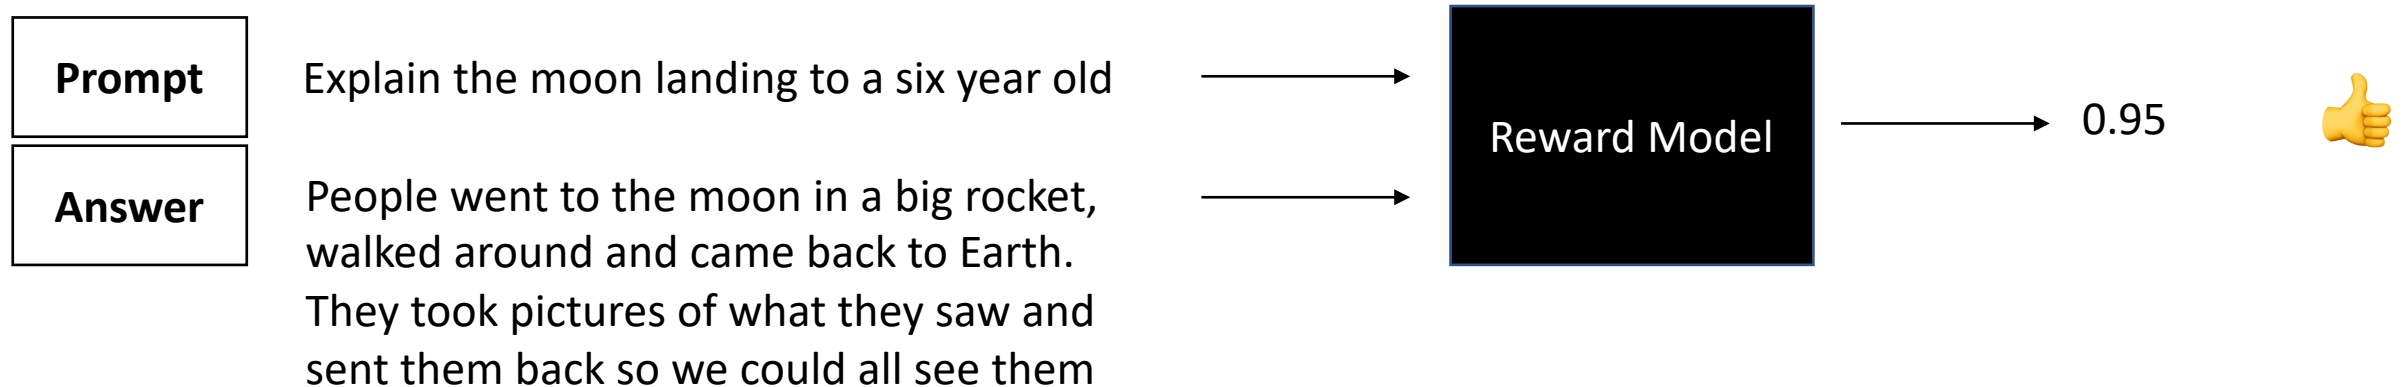 Prompt
Explain the moon landing to a six year old
Answer
People went to the moon in a big rocket,
walked around and came back to Earth.
They took pictures of what they saw and
sent them back so we could all see them
Reward Model
0.95